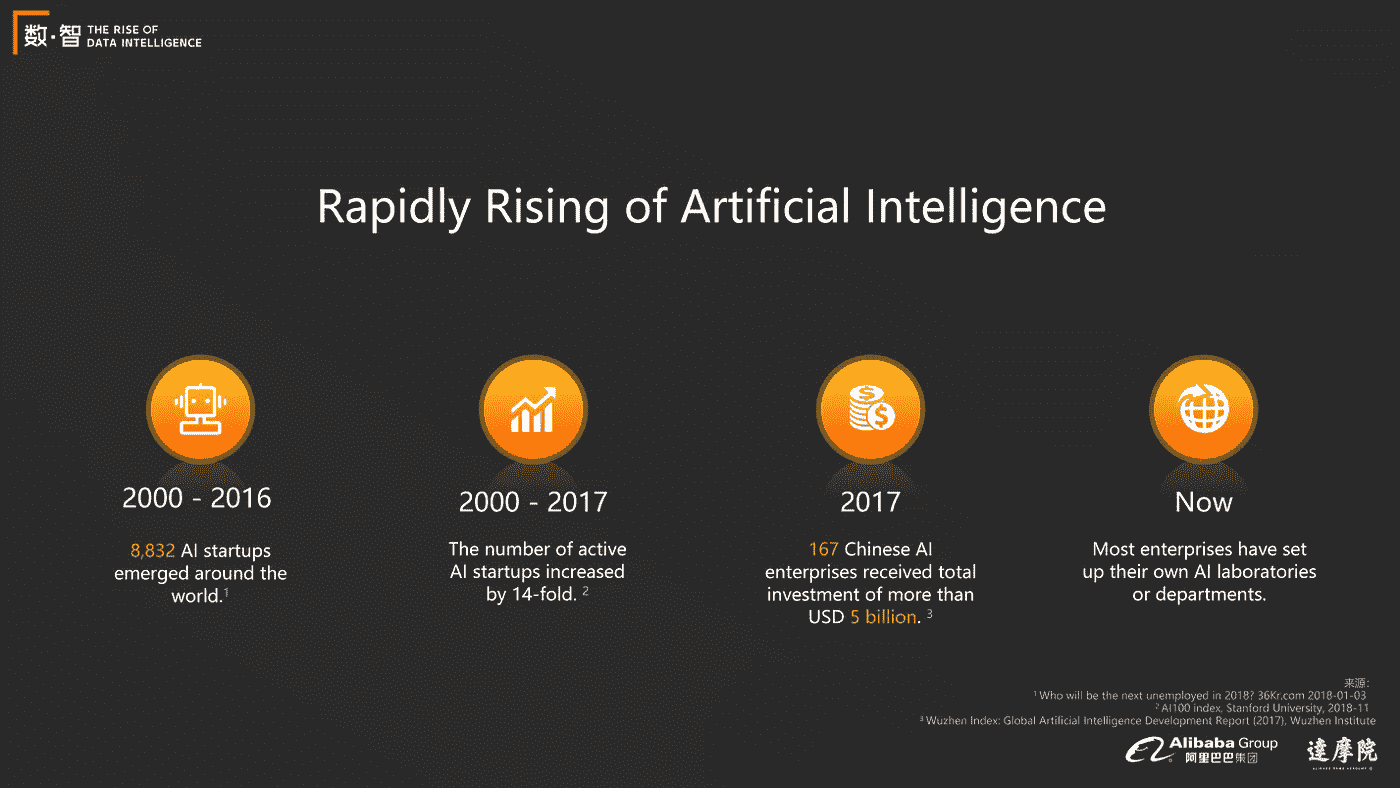 数·智 THE RISE OF
DATA INTELLIGENCE
Rapidly Rising of Artificial Intelligence
2000 - 2016
8,832 AI startups
emerged around the
world.¹
2000 - 2017
The number of active
AI startups increased
by 14-fold. ²
2017
167 Chinese AI
enterprises received total
investment of more than
USD 5 billion. ³
Now
Most enterprises have set
up their own AI laboratories
or departments.
来源:
¹ Who will be the next unemployed in 2018? 36Kr.com 2018-01-03
² AI100 index, Stanford University, 2018-11
³ Wuzhen Index: Global Artificial Intelligence Development Report (2017), Wuzhen Institute
Alibaba Group
阿里巴巴集团
達摩院